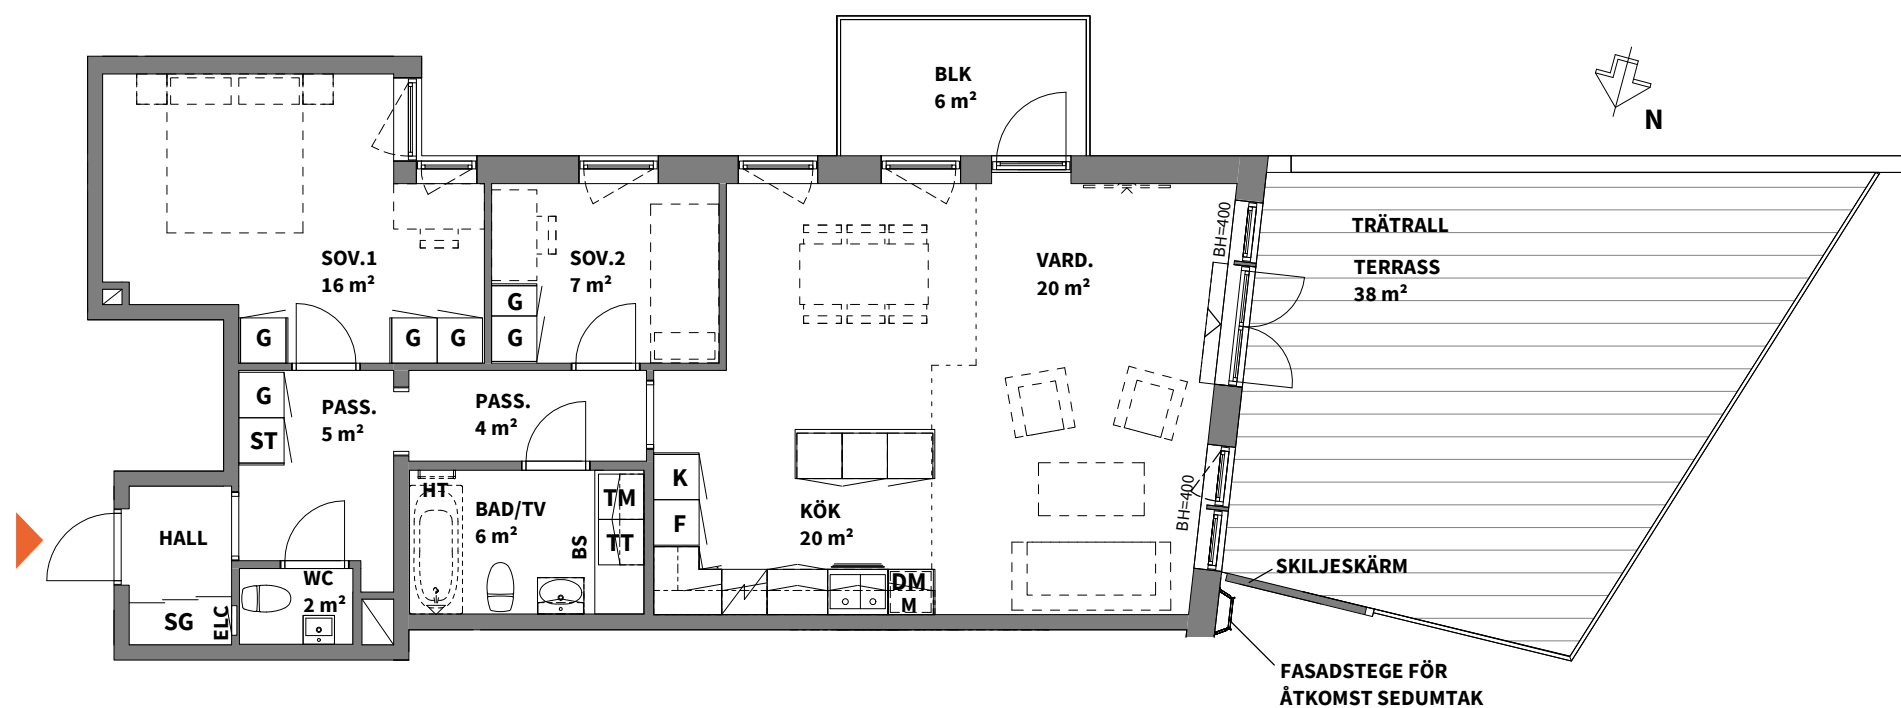 BLK
6 m²
N
BH=400
TRÄTRALL
TERRASS
38 m²
SOV.1
16 m²
SOV.2
7 m²
VARD.
20 m²
G
G
G
G
G
G
ST
PASS.
5 m²
PASS.
4 m²
K
F
KÖK
20 m²
BH=400
HT
BAD/TV
6 m²
BS
TM
TT
HALL
WC
2 m²
SG
ELC
DM
M
SKILJESKÄRM
FASADSTEGE FÖR
ÅTKOMST SEDUMTAK